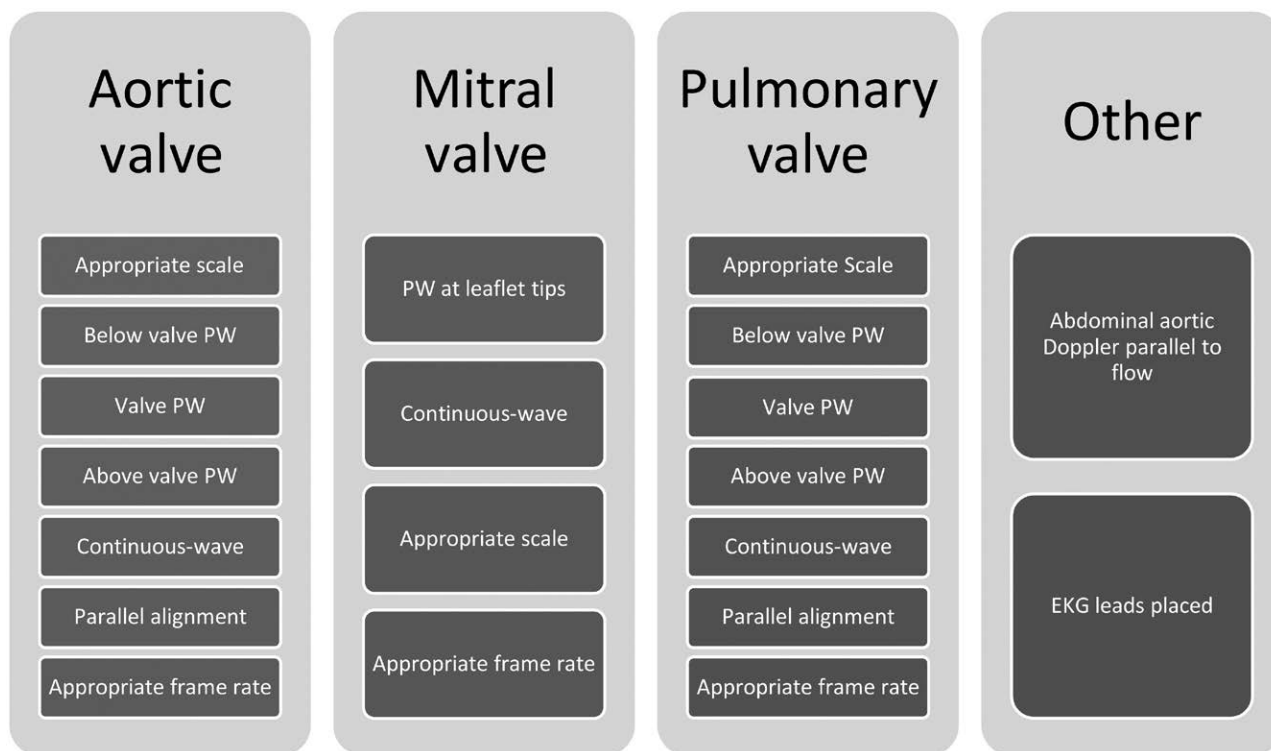 Aortic
valve
Appropriate scale
Below valve PW
Valve PW
Above valve PW
Continuous-wave
Parallel alignment
Appropriate frame rate
Mitral
valve
PW at leaflet tips
Continuous-wave
Appropriate scale
Appropriate frame rate
Pulmonary
valve
Appropriate Scale
Below valve PW
Valve PW
Above valve PW
Continuous-wave
Parallel alignment
Appropriate frame rate
Other
Abdominal aortic
Doppler parallel to
flow
EKG leads placed